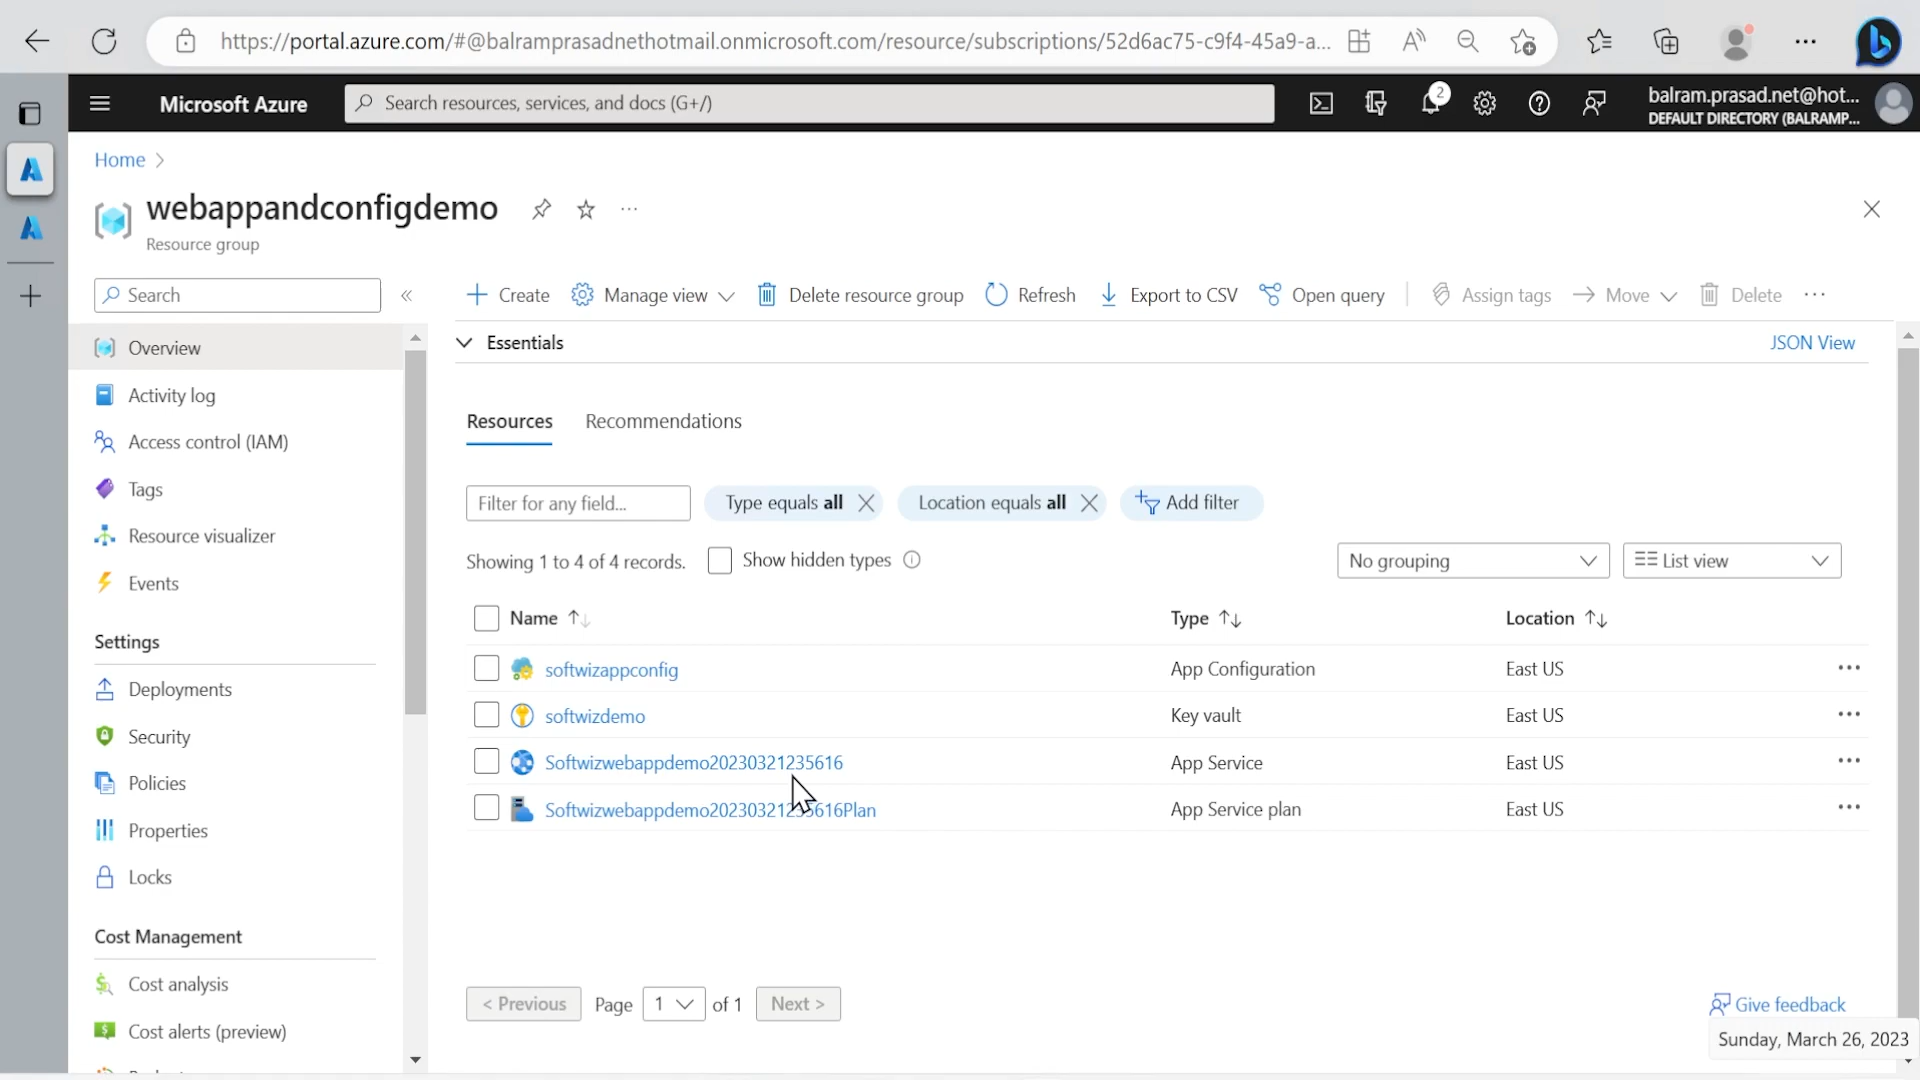 https://portal.azure.com/#@balramprasadnethotmail.onmicrosoft.com/resource/subscriptions/52d6ac75-c9f4-45a9-a...
Microsoft Azure
Search resources, services, and docs (G+/)
2
balram.prasad.net@hot...
DEFAULT DIRECTORY (BALRAMP...
Home >
webappandconfigdemo
Resource group
Search
Create
Manage view
Delete resource group
Refresh
Export to CSV
Open query
Assign tags
Move
Delete
Overview
Activity log
Access control (IAM)
Tags
Resource visualizer
Events
Settings
Deployments
Security
Policies
Properties
Locks
Cost Management
Cost analysis
Cost alerts (preview)
Essentials
JSON View
Resources
Recommendations
Filter for any field...
Type equals all
Location equals all
Add filter
Showing 1 to 4 of 4 records.
Show hidden types
No grouping
List view
Name Type Location
softwizappconfig App Configuration East US
softwizdemo Key vault East US
Softwizwebappdemo20230321235616 App Service East US
Softwizwebappdemo20230321235616Plan App Service plan East US
< Previous Page 1 of 1 Next >
Give feedback
Sunday, March 26, 2023